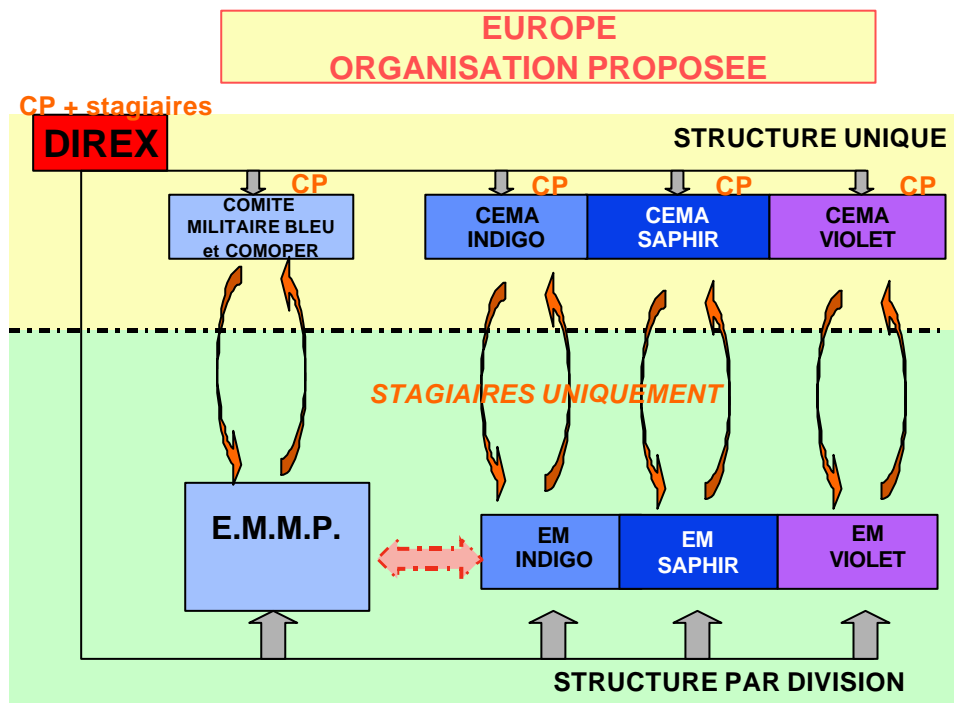 EUROPE
ORGANISATION PROPOSEE
CP + stagiaires
DIREX
STRUCTURE UNIQUE
CP
CP
CP
CP
COMITE
MILITAIRE BLEU
et COMOPER
CEMA
INDIGO
CEMA
SAPHIR
CEMA
VIOLET
STAGIAIRES UNIQUEMENT
E.M.M.P.
EM
INDIGO
EM
SAPHIR
EM
VIOLET
STRUCTURE PAR DIVISION